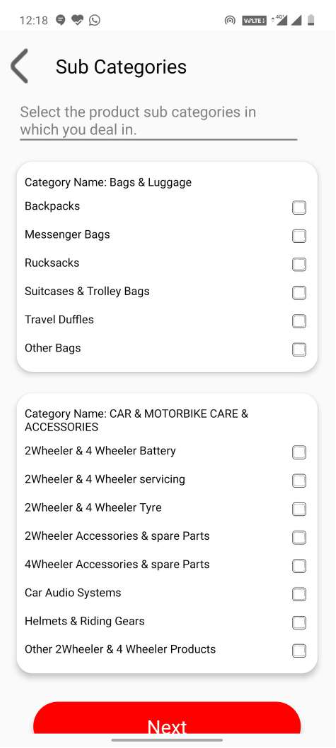 12:18
VoLTE1 4G
Sub Categories
Select the product sub categories in
which you deal in.
Category Name: Bags & Luggage
Backpacks
Messenger Bags
Rucksacks
Suitcases & Trolley Bags
Travel Duffles
Other Bags
Category Name: CAR & MOTORBIKE CARE &
ACCESSORIES
2Wheeler & 4 Wheeler Battery
2Wheeler & 4 Wheeler servicing
2Wheeler & 4 Wheeler Tyre
2Wheeler Accessories & spare Parts
4Wheeler Accessories & spare Parts
Car Audio Systems
Helmets & Riding Gears
Other 2Wheeler & 4 Wheeler Products
Next